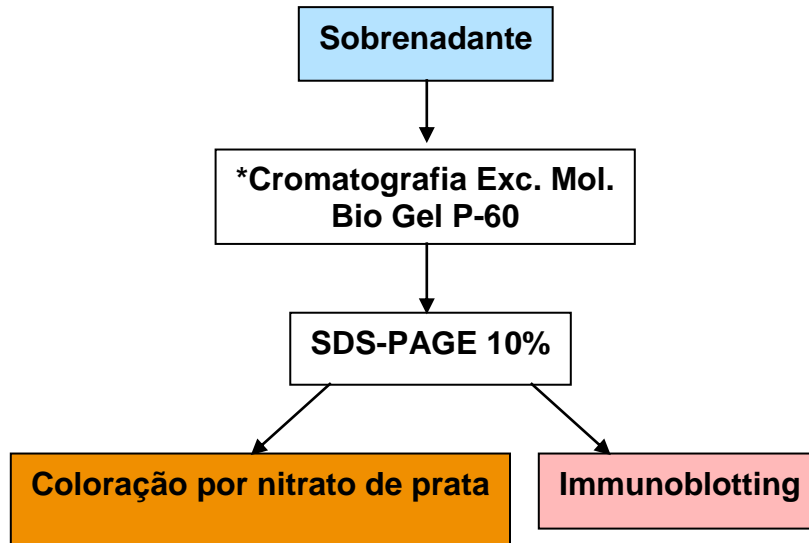 Sobrenadante
*Cromatografia Exc. Mol.
Bio Gel P-60
SDS-PAGE 10%
Coloração por nitrato de prata
Immunoblotting